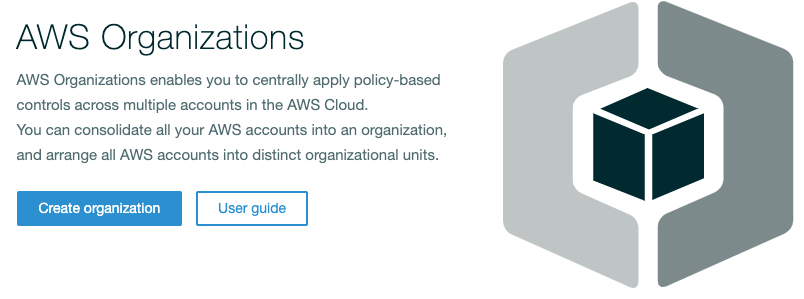 AWS Organizations
AWS Organizations enables you to centrally apply policy-based
controls across multiple accounts in the AWS Cloud.
You can consolidate all your AWS accounts into an organization,
and arrange all AWS accounts into distinct organizational units.
Create organization
User guide